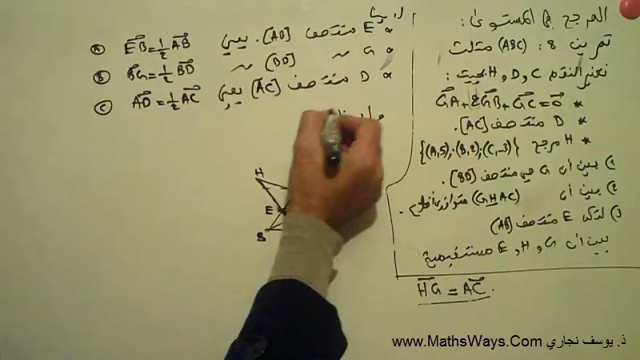 المرجح في المستوى:
تمرين 8: (ABC) مثلث
نعتبر النقط G, D, H بحيث:
* GA + 2GB + GC = 0
* D منتصف [AC].
* H مرجح {(A,5);(B,2);(C,-3)}
1) بين أن G هي منتصف [BD].
2) بين أن (GHAC) متوازي أضلاع.
3) لتكن E منتصف (AB)
بين أن E, H, G مستقيمية
HG = AC.
E منتصف [AB]. يعني EB = 1/2 AB (a)
G " [BD] " BG = 1/2 BD (b)
D منتصف [AC] يعني AD = 1/2 AC (c)
H
E
B
www.MathsWays.Com ذ. يوسف نجاري